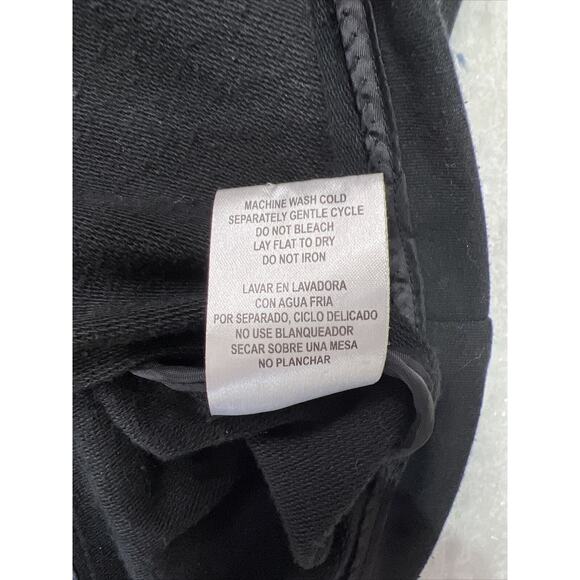 MACHINE WASH COLD
SEPARATELY GENTLE CYCLE
DO NOT BLEACH
LAY FLAT TO DRY
DO NOT IRON
LAVAR EN LAVADORA
CON AGUA FRIA
POR SEPARADO, CICLO DELICADO
NO USE BLANQUEADOR
SECAR SOBRE UNA MESA
NO PLANCHAR